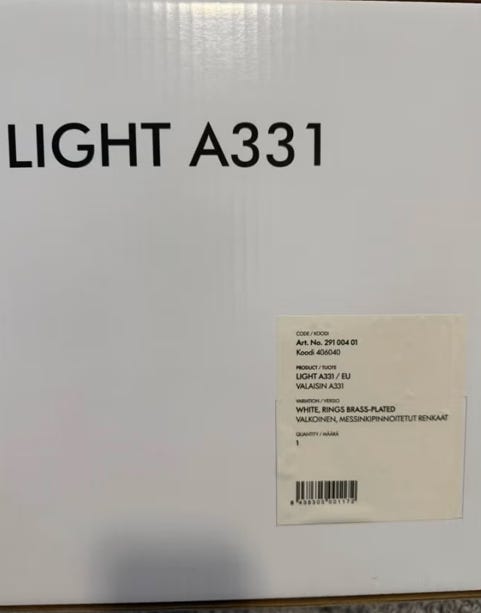 LIGHT A331
CODE / KOODI
Art. No. 291 004 01
Koodi 406040
PRODUCT / TUOTE
LIGHT A331 / EU
VALAISIN A331
VARIATION / VERSIO
WHITE, RINGS BRASS-PLATED
VALKOINEN, MESSINKIPINNOITETUT RENKAAT
QUANTITY / MÄÄRÄ
1